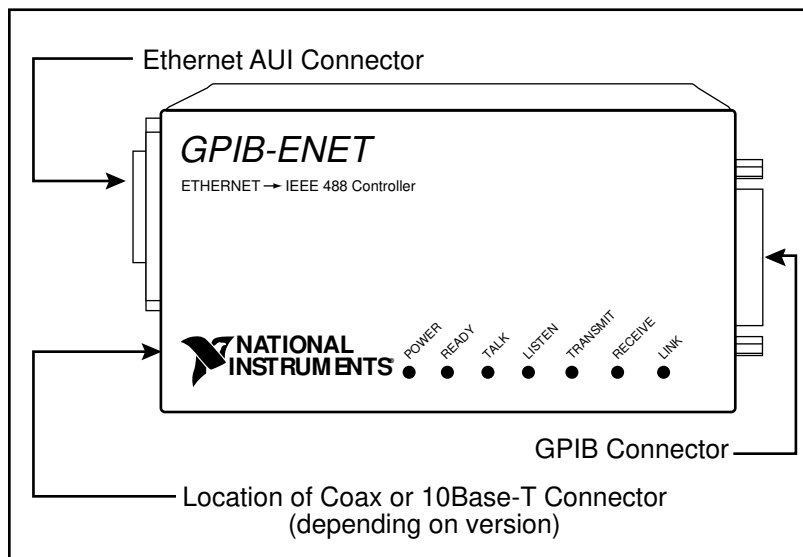 Ethernet AUI Connector
GPIB-ENET
ETHERNET → IEEE 488 Controller
NATIONAL
INSTRUMENTS®
POWER
READY
TALK
LISTEN
TRANSMIT
RECEIVE
LINK
GPIB Connector
Location of Coax or 10Base-T Connector
(depending on version)